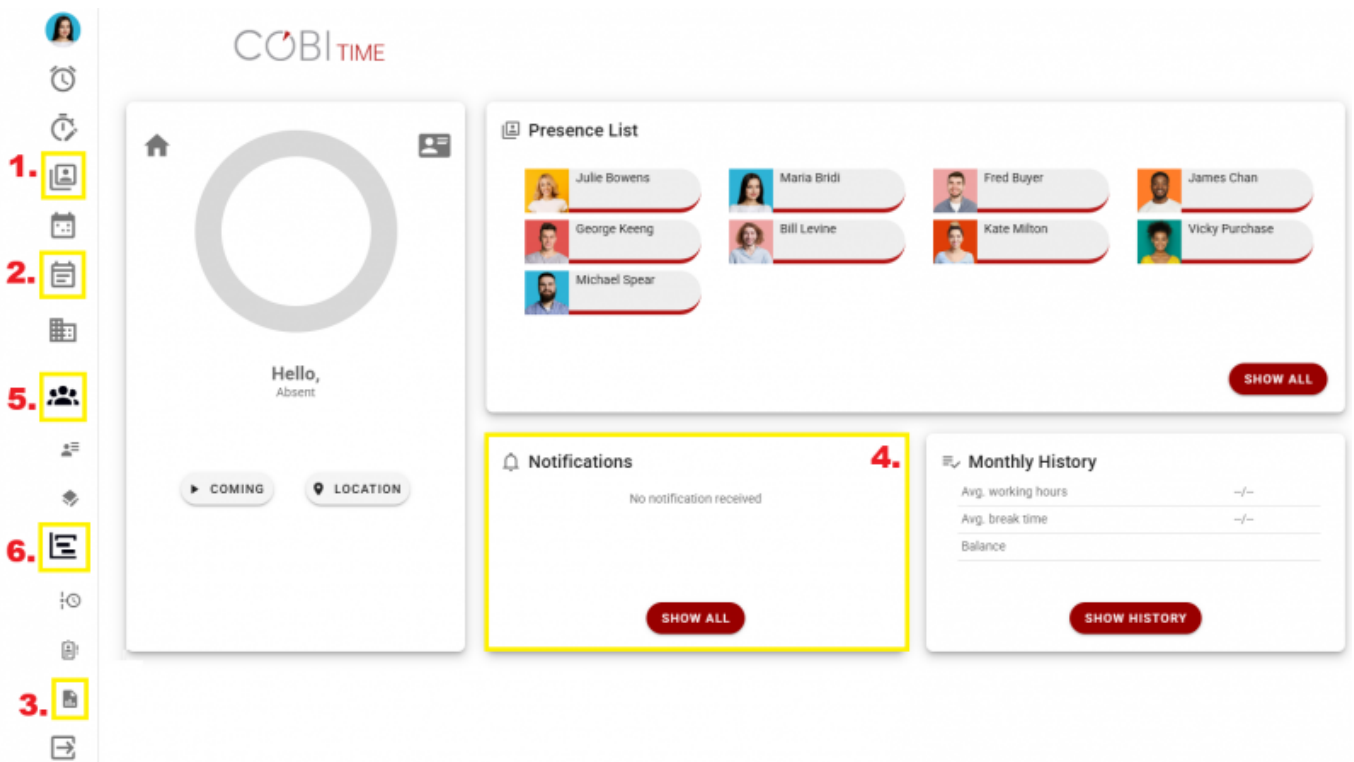 COBI TIME
1.
2.
5.
6.
3.
Hello,
Absent
COMING
LOCATION
Presence List
Julie Bowens
Maria Bridi
Fred Buyer
James Chan
George Keeng
Bill Levine
Kate Milton
Vicky Purchase
Michael Spear
SHOW ALL
Notifications
4.
No notification received
SHOW ALL
Monthly History
Avg. working hours --/--
Avg. break time --/--
Balance
SHOW HISTORY